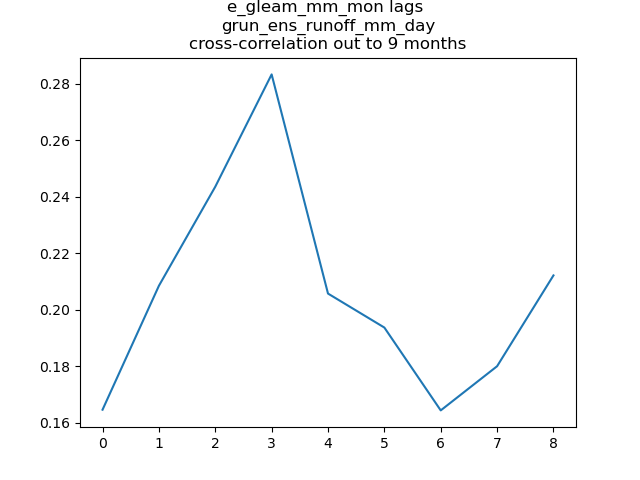 e_gleam_mm_mon lags
grun_ens_runoff_mm_day
cross-correlation out to 9 months
0.28
0.26
0.24
0.22
0.20
0.18
0.16
0 1 2 3 4 5 6 7 8